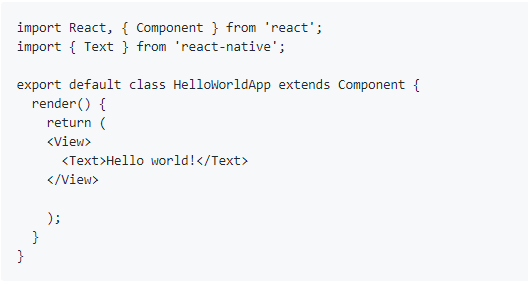 import React, { Component } from 'react';
import { Text } from 'react-native';

export default class HelloWorldApp extends Component {
  render() {
    return (
    <View>
      <Text>Hello world!</Text>
    </View>

    );
  }
}